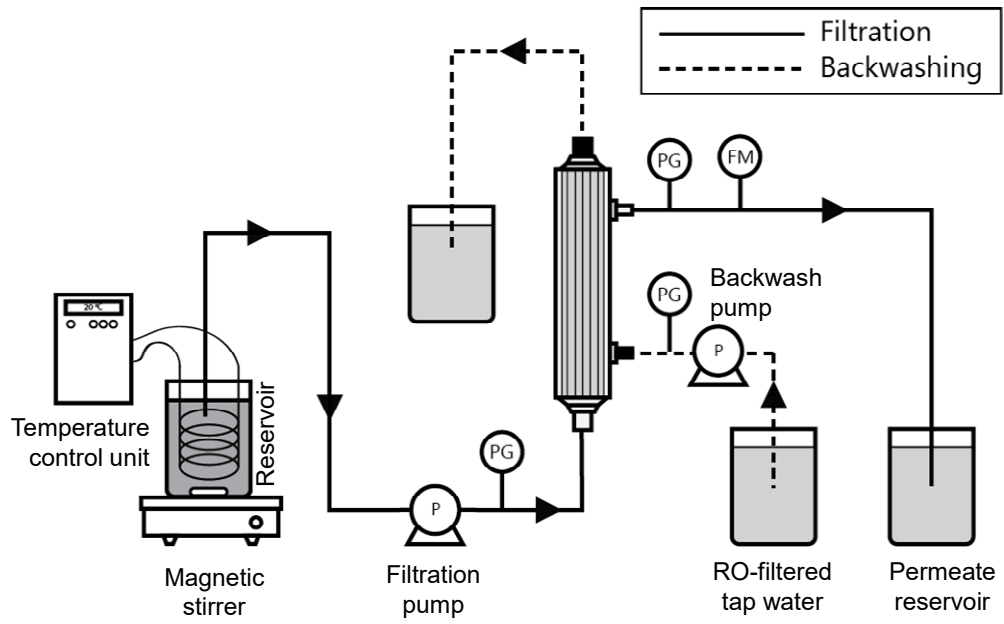 Filtration
Backwashing
PG
FM
PG
Backwash
pump
P
20 °C
Temperature
control unit
Reservoir
PG
P
Magnetic
stirrer
Filtration
pump
RO-filtered
tap water
Permeate
reservoir